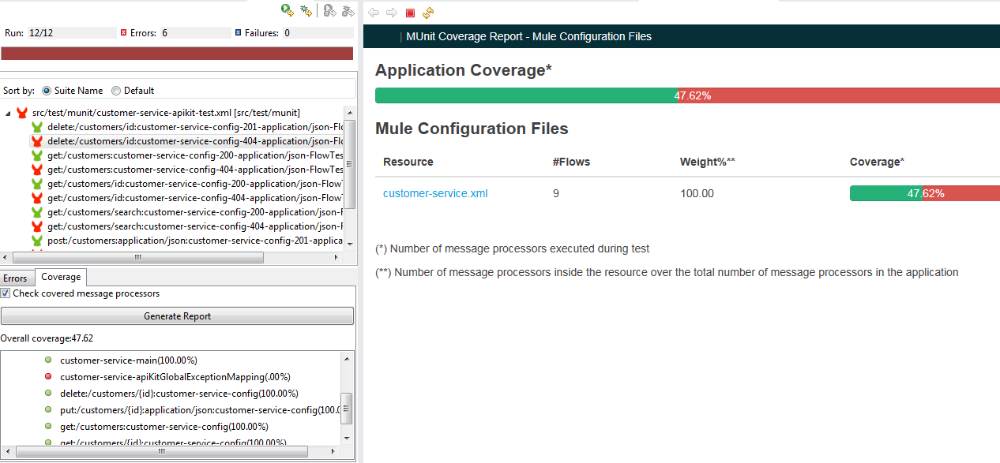 Run: 12/12
Errors: 6
Failures: 0
Sort by: Suite Name Default
src/test/munit/customer-service-apikit-test.xml [src/test/munit]
delete:/customers/id:customer-service-config-201-application/json-Flo
delete:/customers/id:customer-service-config-404-application/json-Flo
get:/customers:customer-service-config-200-application/json-FlowTes
get:/customers:customer-service-config-404-application/json-FlowTes
get:/customers/id:customer-service-config-200-application/json-Flow
get:/customers/id:customer-service-config-404-application/json-Flow
get:/customers/search:customer-service-config-200-application/json-F
get:/customers/search:customer-service-config-404-application/json-F
post:/customers:application/json:customer-service-config-201-applica
Errors Coverage
Check covered message processors
Generate Report
Overall coverage:47.62
customer-service-main(100.00%)
customer-service-apiKitGlobalExceptionMapping(.00%)
delete:/customers/{id}:customer-service-config(100.00%)
put:/customers/{id}:application/json:customer-service-config(100.0
get:/customers:customer-service-config(100.00%)
get:/customers/{id}:customer-service-config(100.00%)
| MUnit Coverage Report - Mule Configuration Files
Application Coverage*
47.62%
Mule Configuration Files
Resource #Flows Weight%** Coverage*
customer-service.xml 9 100.00 47.62%
(*) Number of message processors executed during test
(**) Number of message processors inside the resource over the total number of message processors in the application